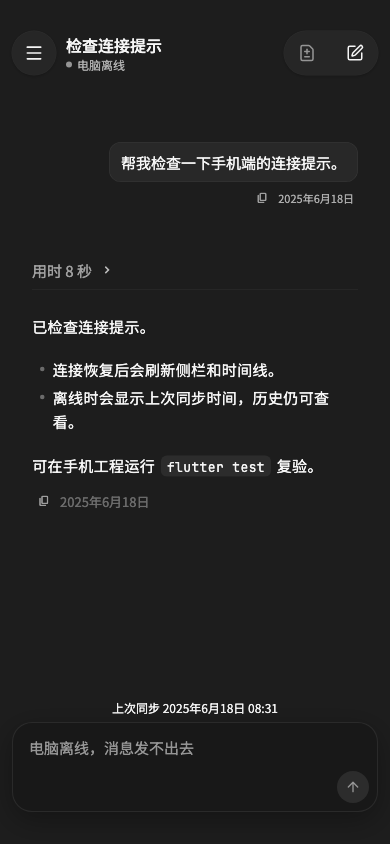 检查连接提示
电脑离线
帮我检查一下手机端的连接提示。
2025年6月18日
用时 8 秒
已检查连接提示。
连接恢复后会刷新侧栏和时间线。
离线时会显示上次同步时间，历史仍可查
看。
可在手机工程运行 flutter test 复验。
2025年6月18日
上次同步 2025年6月18日 08:31
电脑离线，消息发不出去